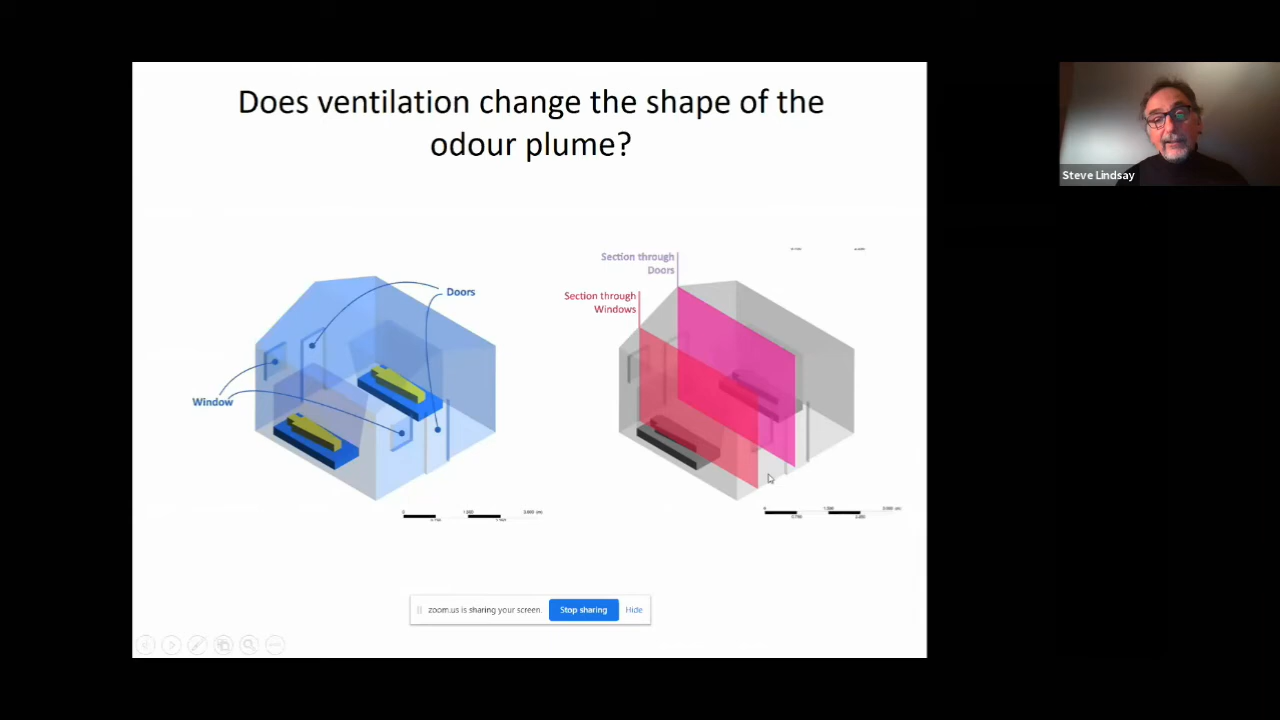 Does ventilation change the shape of the
odour plume?
Section through
Doors
Section through
Windows
Doors
Window
Steve Lindsay
zoom.us is sharing your screen.
Stop sharing
Hide